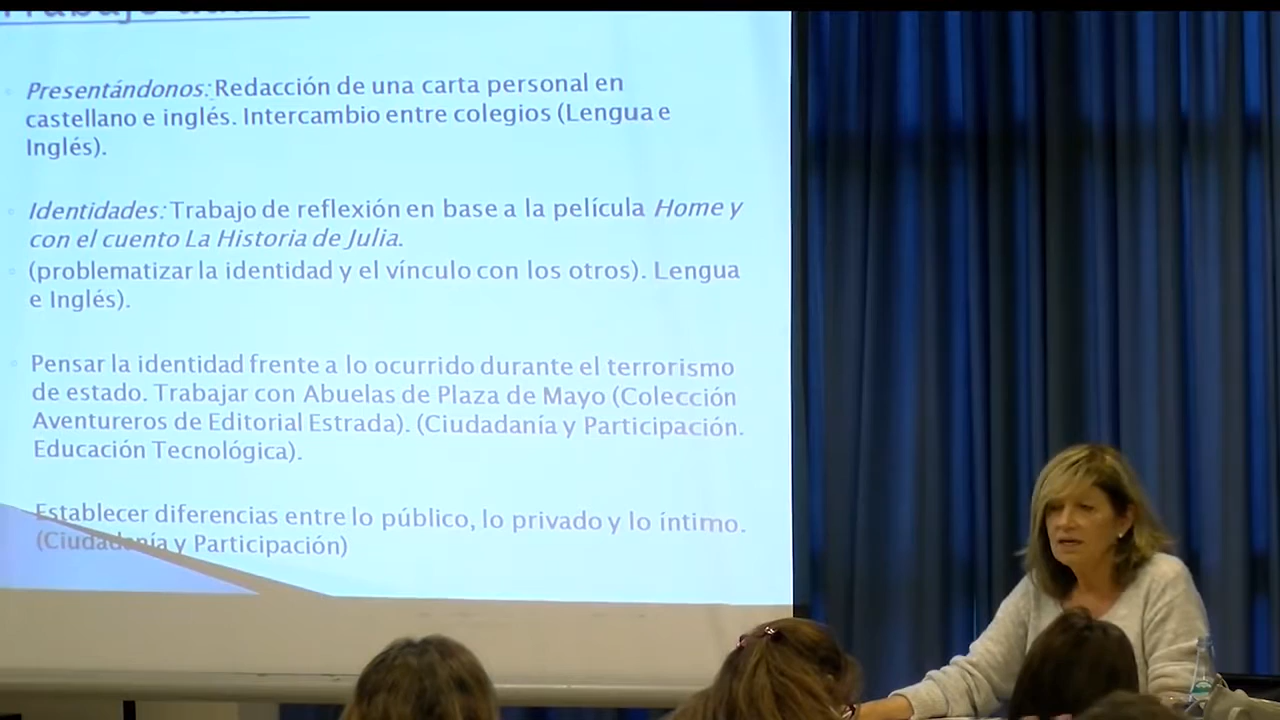 Presentándonos: Redacción de una carta personal en
castellano e inglés. Intercambio entre colegios (Lengua e
Inglés).
Identidades: Trabajo de reflexión en base a la película Home y
con el cuento La Historia de Julia.
(problematizar la identidad y el vínculo con los otros). Lengua
e Inglés).
Pensar la identidad frente a lo ocurrido durante el terrorismo
de estado. Trabajar con Abuelas de Plaza de Mayo (Colección
Aventureros de Editorial Estrada). (Ciudadanía y Participación.
Educación Tecnológica).
Establecer diferencias entre lo público, lo privado y lo íntimo.
(Ciudadanía y Participación)